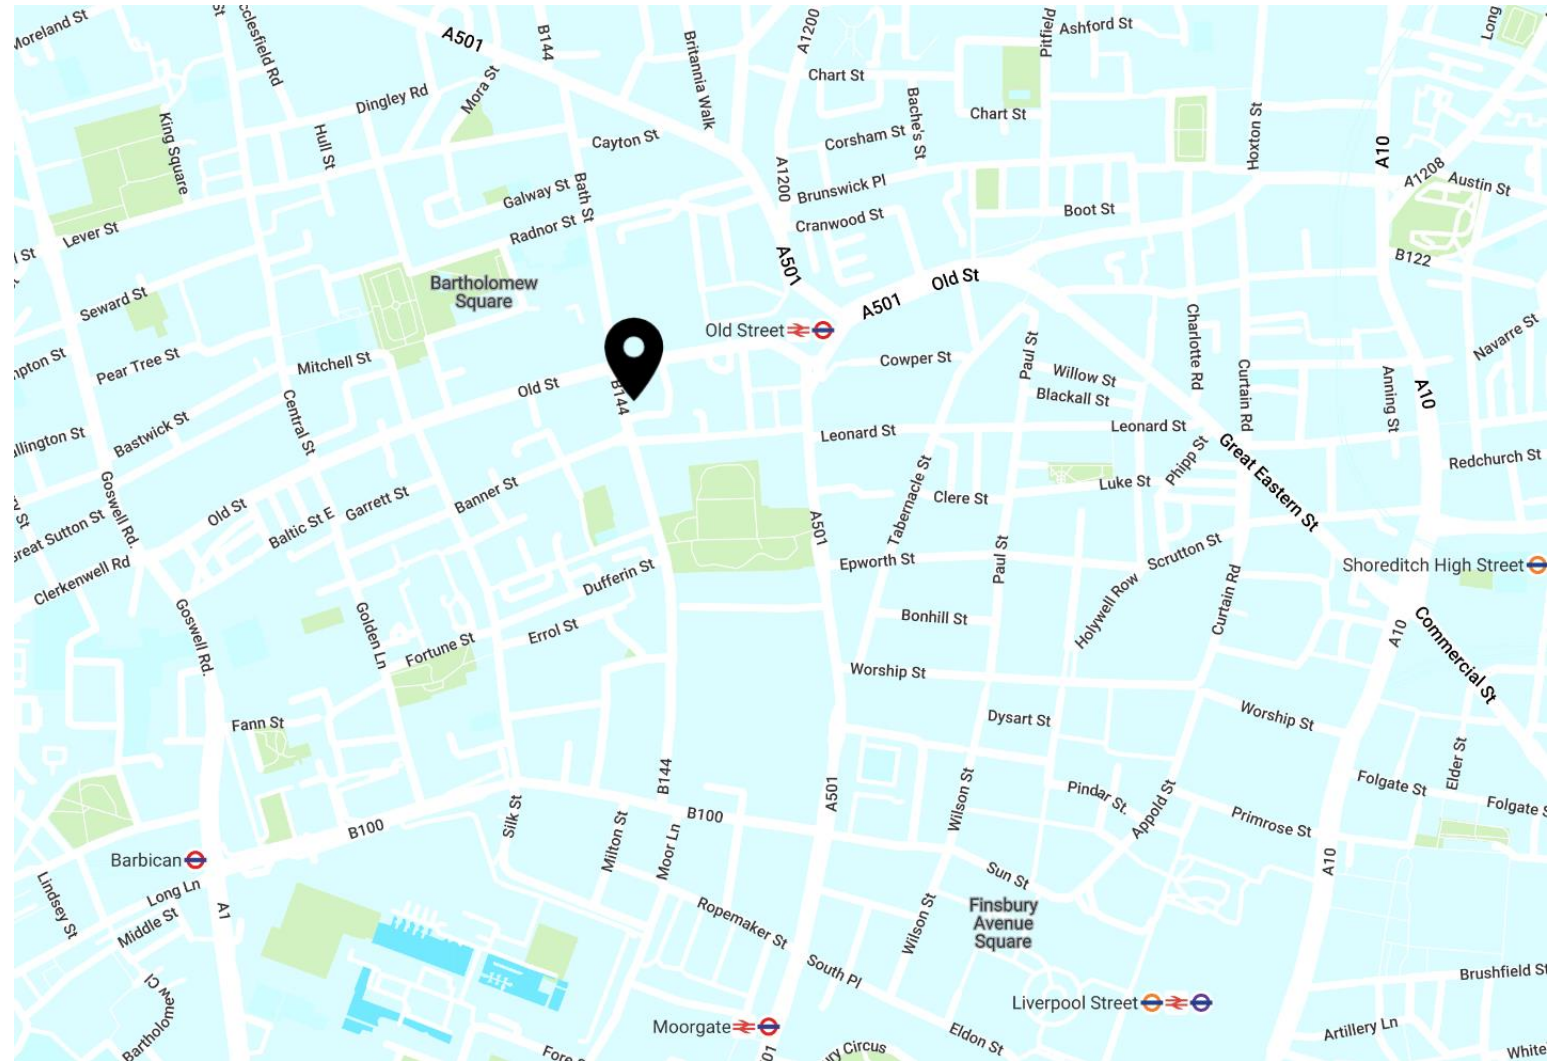 Moreland St
A501
B144
Britannia Walk
A1200
Pitfield
Ashford St
Long
Dingley Rd
Mora St
Chart St
Bache's St
Chart St
King Square
Hull St
Cayton St
Corsham St
Hoxton St
A10
A1208
Austin St
A1200
Brunswick Pl
Galway St
Bath St
Cranwood St
Boot St
Lever St
Radnor St
B122
Bartholomew
Square
A501
A501
Old St
Seward St
Old Street
Charlotte Rd
Navarre St
Pear Tree St
Mitchell St
Cowper St
Paul St
Willow St
Curtain Rd
Anning St
A10
Old St
B144
Blackall St
Bastwick St
Central St
Leonard St
Leonard St
Great Eastern St
Phipp St
Redchurch St
Goswell Rd.
Old St
Baltic St E
Garrett St
Banner St
Tabernacle St
Clere St
Luke St
A501
Great Sutton St
Clerkenwell Rd
Epworth St
Paul St
Scrutton St
Shoreditch High Street
Dufferin St
Goswell Rd.
Golden Ln
Bonhill St
Holywell Row
Curtain Rd
A10
Commercial St
Fortune St
Errol St
Worship St
Fann St
Dysart St
Worship St
Elder St
B144
A501
Wilson St
Pindar St.
Appold St
Folgate St
Folgate S
Silk St
Milton St
Moor Ln
B100
B100
Primrose St
Barbican
A10
Lindsey St
Long Ln
Middle St
A1
Sun St
Finsbury
Avenue
Square
Ropemaker St
Wilson St
South Pl
Brushfield St
Bartholomew Cl
Liverpool Street
Moorgate
Eldon St
Artillery Ln
White